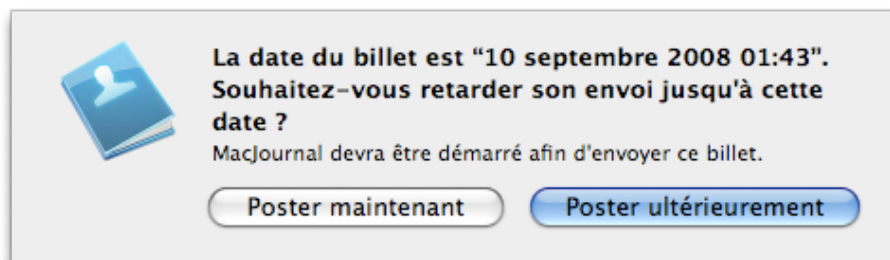 La date du billet est “10 septembre 2008 01:43”.
Souhaitez-vous retarder son envoi jusqu'à cette
date ?
MacJournal devra être démarré afin d'envoyer ce billet.
Poster maintenant
Poster ultérieurement